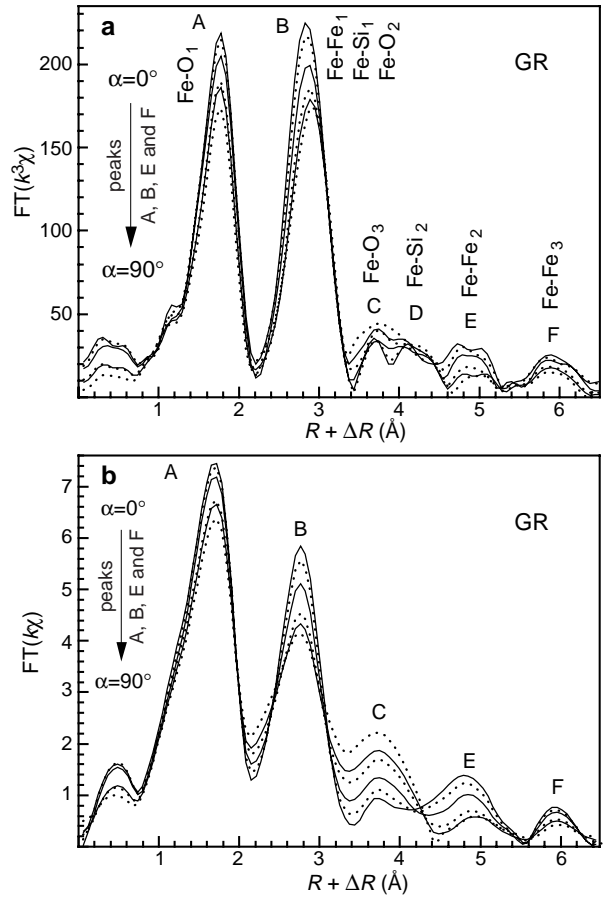 a
A
B
Fe-O1
Fe-Fe1
Fe-Si1
Fe-O2
GR
α=0°
peaks
A, B, E and F
α=90°
Fe-O3
C
Fe-Si 2
D
Fe-Fe2
E
Fe-Fe3
F
FT(k³χ)
200
150
100
50
1 2 3 4 5 6
R + ΔR (Å)
b
A
B
GR
α=0°
peaks
A, B, E and F
α=90°
C
E
F
FT(kχ)
7
6
5
4
3
2
1
1 2 3 4 5 6
R + ΔR (Å)